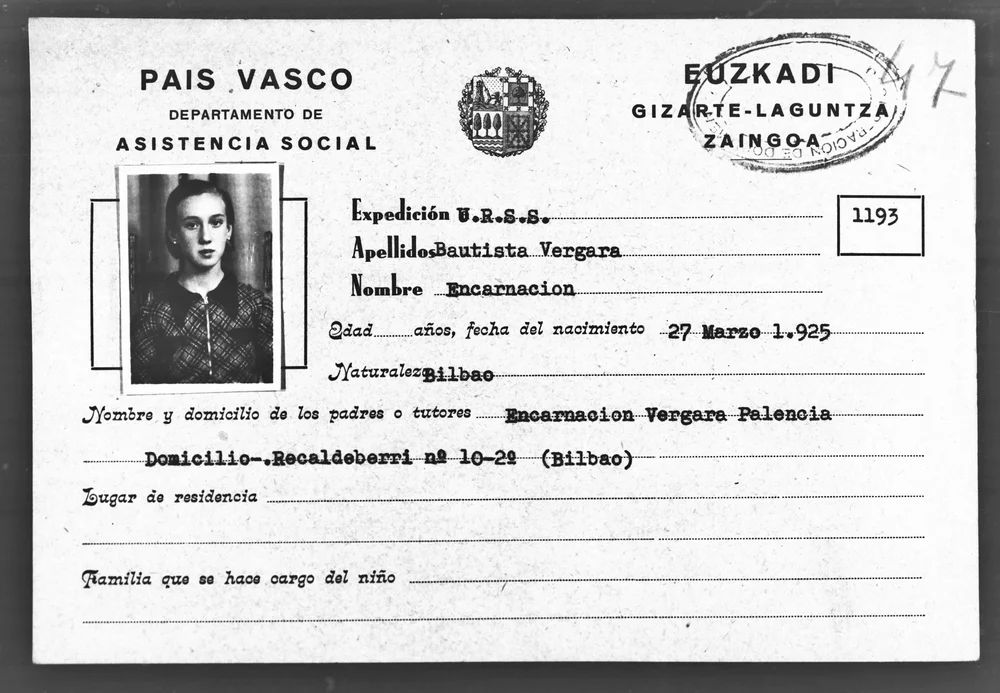 PAIS VASCO
DEPARTAMENTO DE
ASISTENCIA SOCIAL
EUZKADI
GIZARTE-LAGUNTZA
ZAINGOA
47
Expedición U.R.S.S.
1193
Apellidos Bautista Vergara
Nombre Encarnacion
Edad ...... años, fecha del nacimiento 27 Marzo 1.925
Naturaleza Bilbao
Nombre y domicilio de los padres o tutores Encarnacion Vergara Palencia
Domicilio-.Recaldeberri nº 10-2º (Bilbao)
Lugar de residencia
Familia que se hace cargo del niño